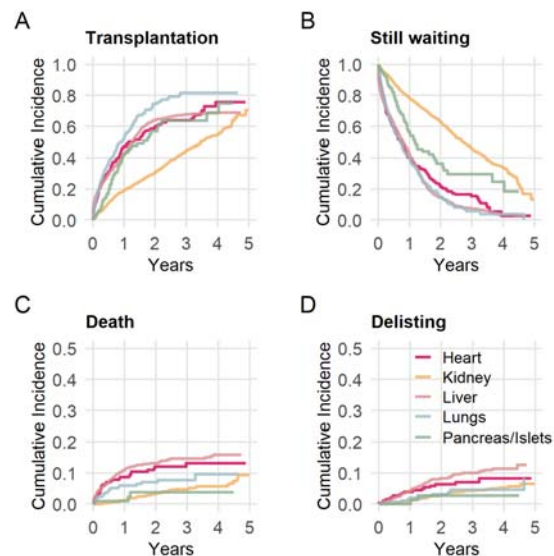 A
Transplantation
Cumulative Incidence
1.0
0.8
0.6
0.4
0.2
0.0
0 1 2 3 4 5
Years
B
Still waiting
Cumulative Incidence
1.0
0.8
0.6
0.4
0.2
0.0
0 1 2 3 4 5
Years
C
Death
Cumulative Incidence
0.5
0.4
0.3
0.2
0.1
0.0
0 1 2 3 4 5
Years
D
Delisting
Cumulative Incidence
0.5
0.4
0.3
0.2
0.1
0.0
Heart
Kidney
Liver
Lungs
Pancreas/Islets
0 1 2 3 4 5
Years